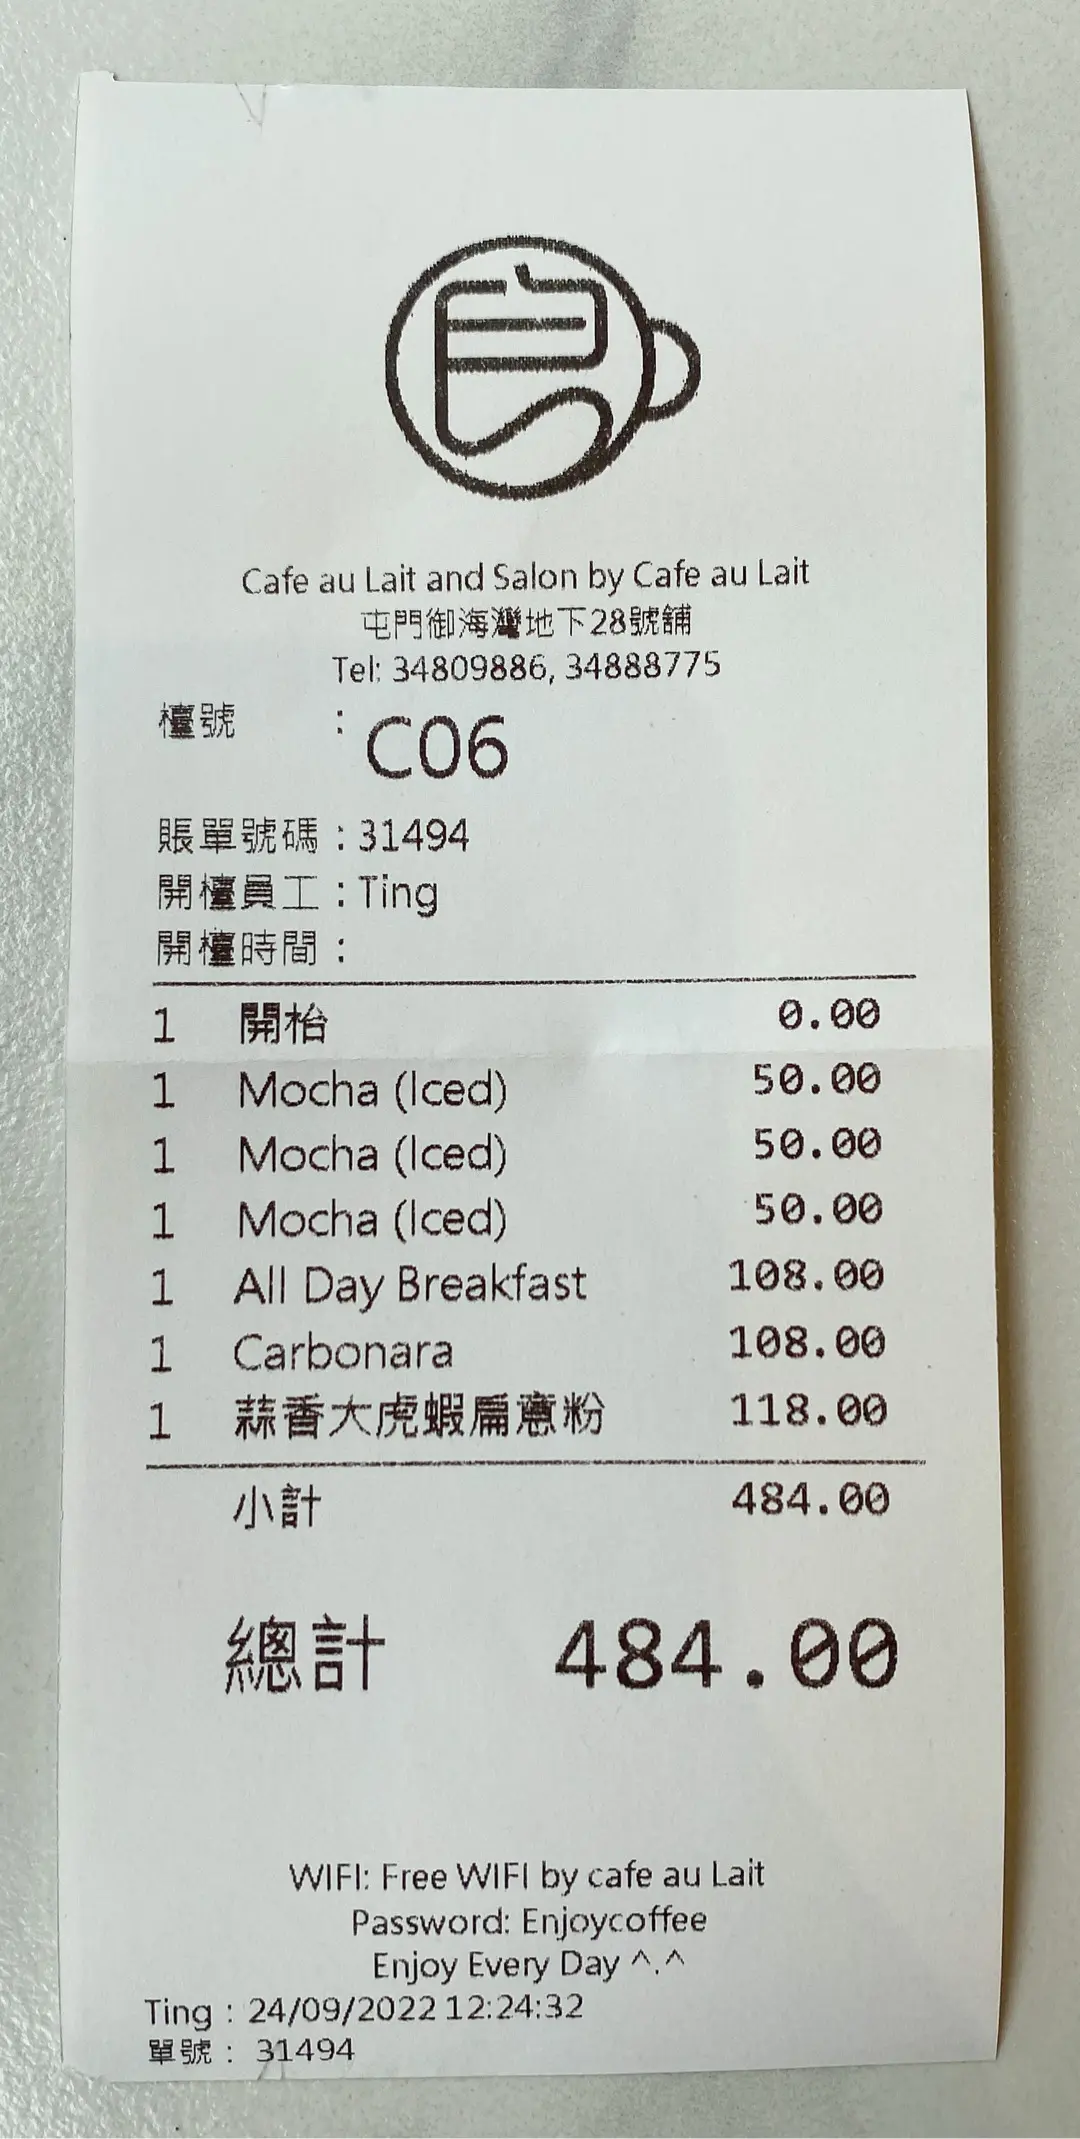 良
Cafe au Lait and Salon by Cafe au Lait
屯門御海灣地下28號舖
Tel: 34809886, 34888775
檯號 : C06
賬單號碼 : 31494
開檯員工 : Ting
開檯時間 :
1 開枱 0.00
1 Mocha (Iced) 50.00
1 Mocha (Iced) 50.00
1 Mocha (Iced) 50.00
1 All Day Breakfast 108.00
1 Carbonara 108.00
1 蒜香大虎蝦扁意粉 118.00
小計 484.00
總計 484.00
WIFI: Free WIFI by cafe au Lait
Password: Enjoycoffee
Enjoy Every Day ^.^
Ting : 24/09/2022 12:24:32
單號 : 31494